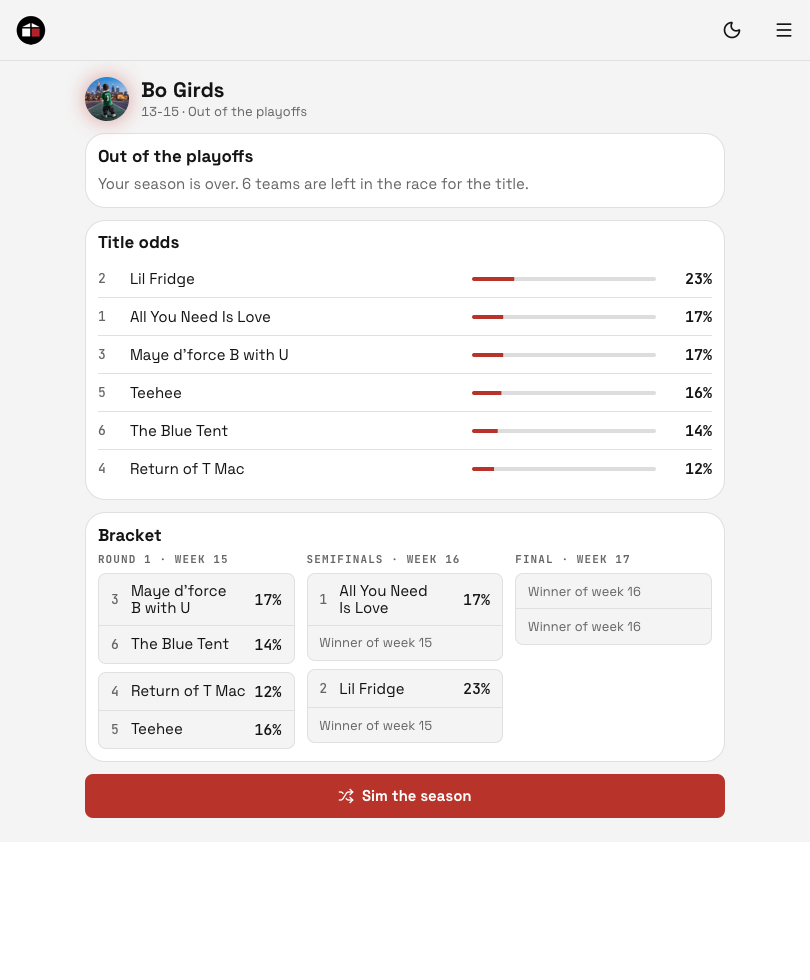 Bo Girds
13-15 · Out of the playoffs
Out of the playoffs
Your season is over. 6 teams are left in the race for the title.
Title odds
2 Lil Fridge 23%
1 All You Need Is Love 17%
3 Maye d'force B with U 17%
5 Teehee 16%
6 The Blue Tent 14%
4 Return of T Mac 12%
Bracket
ROUND 1 · WEEK 15
3 Maye d'force
B with U 17%
6 The Blue Tent 14%
4 Return of T Mac 12%
5 Teehee 16%
SEMIFINALS · WEEK 16
1 All You Need
Is Love 17%
Winner of week 15
2 Lil Fridge 23%
Winner of week 15
FINAL · WEEK 17
Winner of week 16
Winner of week 16
Sim the season